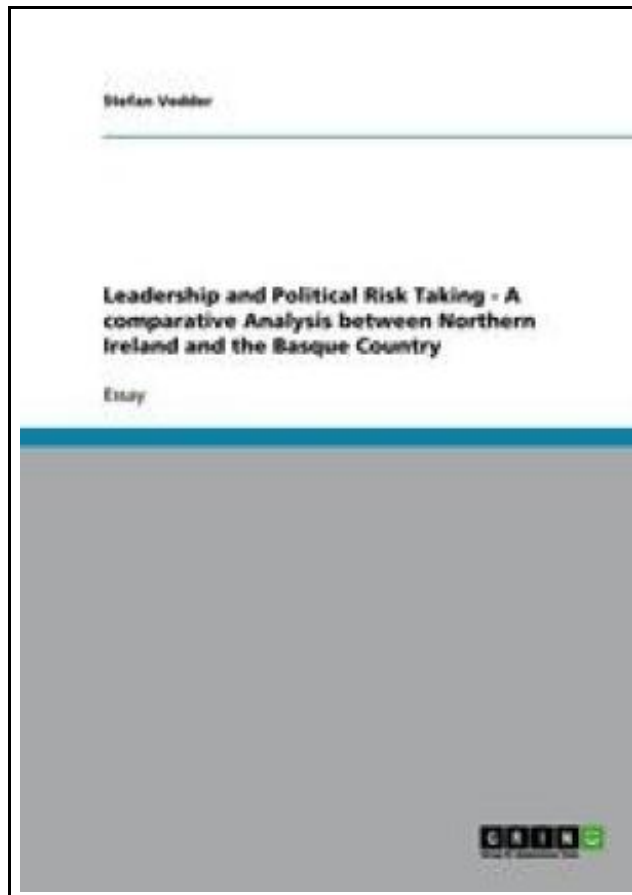 Stefan Vedder
Leadership and Political Risk Taking - A
comparative Analysis between Northern
Ireland and the Basque Country
Essay
GRIN